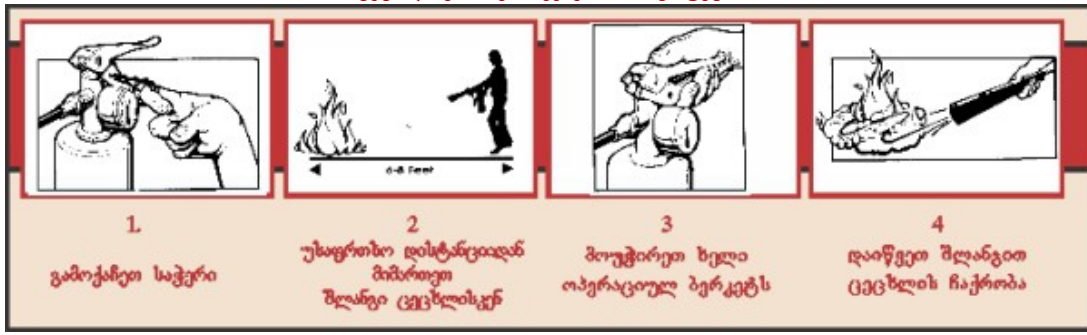 6-8 Feet
1.
გამოქაჩეთ საჭერი
2
უსაფრთხო დისტანციიდან
მიმართეთ
შლანგი ცეცხლისკენ
3
მოუჭირეთ ხელი
ოპერაციულ ბერკეტს
4
დაიწყეთ შლანგით
ცეცხლის ჩაქრობა